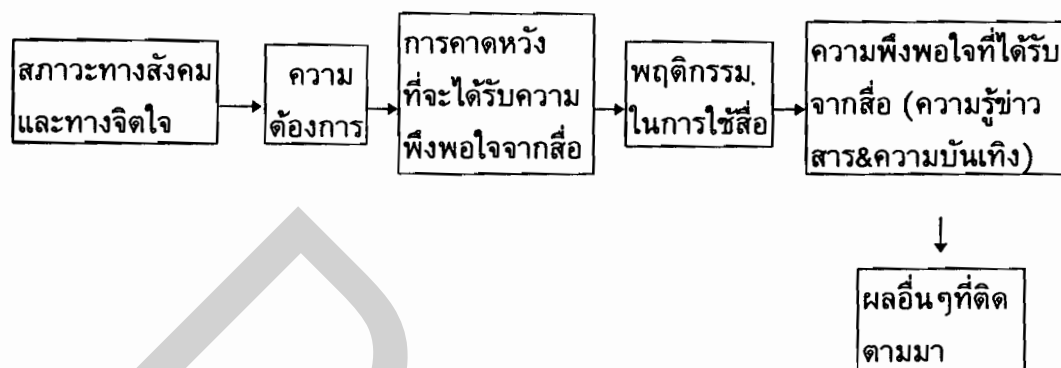 สภาวะทางสังคม
และทางจิตใจ
ความ
ต้องการ
การคาดหวัง
ที่จะได้รับความ
พึงพอใจจากสื่อ
พฤติกรรม
ในการใช้สื่อ
ความพึงพอใจที่ได้รับ
จากสื่อ (ความรู้ข่าว
สาร&ความบันเทิง)
ผลอื่นๆที่ติด
ตามมา